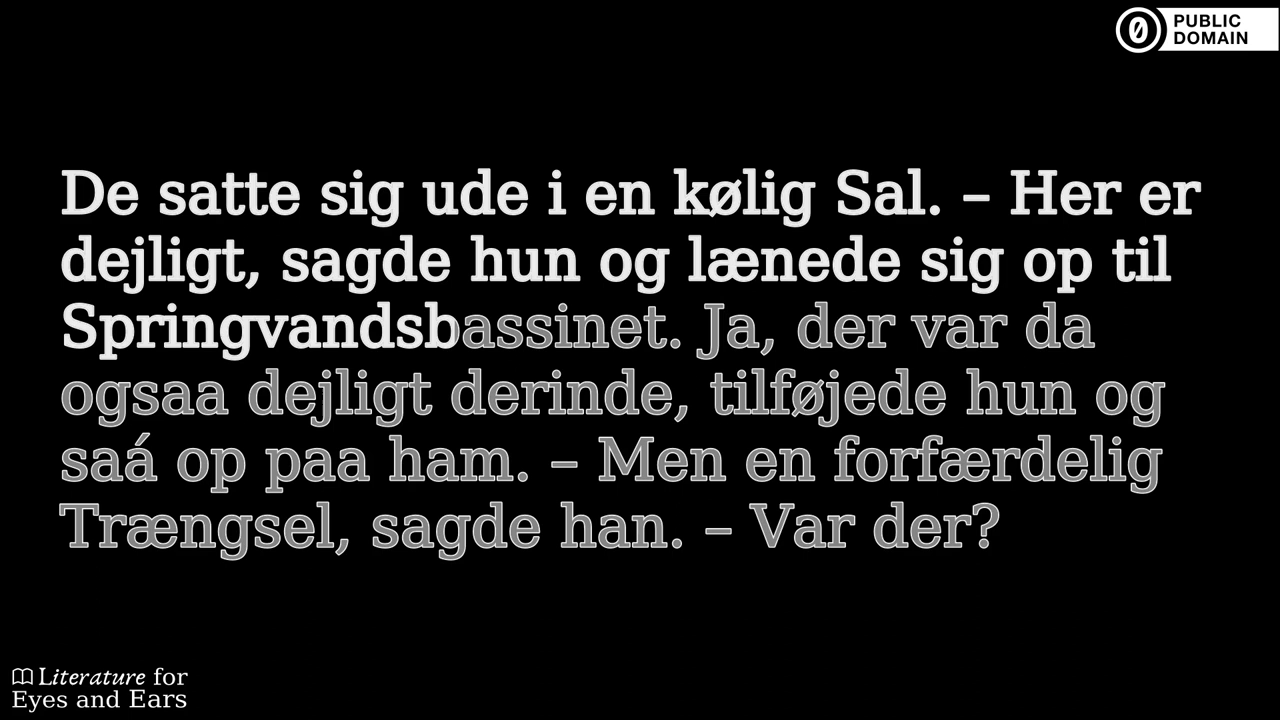 PUBLIC
DOMAIN
De satte sig ude i en kølig Sal. – Her er
dejligt, sagde hun og lænede sig op til
Springvandsbassinet. Ja, der var da
ogsaa dejligt derinde, tilføjede hun og
saá op paa ham. – Men en forfærdelig
Trængsel, sagde han. – Var der?
Literature for
Eyes and Ears